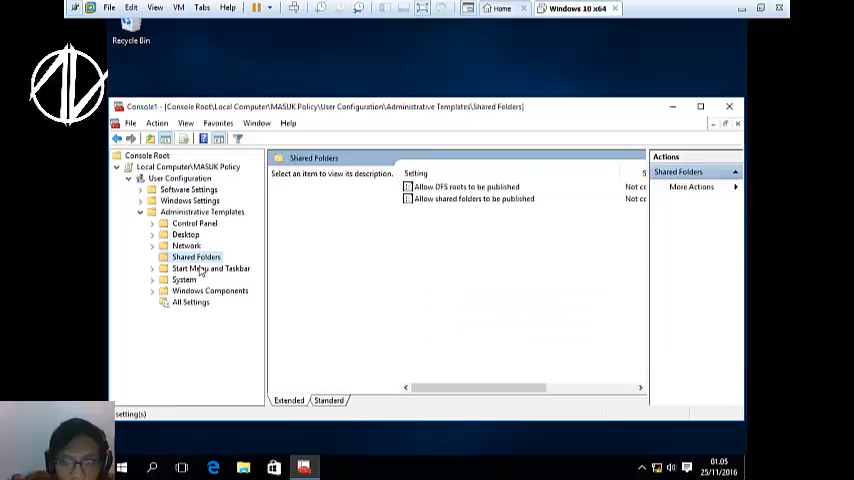 File Edit View VM Tabs Help
Home
Windows 10 x64
Recycle Bin
Console1 - [Console Root\Local Computer\MASUK Policy\User Configuration\Administrative Templates\Shared Folders]
File Action View Favorites Window Help
Console Root
Local Computer\MASUK Policy
User Configuration
Software Settings
Windows Settings
Administrative Templates
Control Panel
Desktop
Network
Shared Folders
Start Menu and Taskbar
System
Windows Components
All Settings
Shared Folders
Select an item to view its description.
Setting S
Allow DFS roots to be published Not cc
Allow shared folders to be published Not cc
Actions
Shared Folders
More Actions
Extended Standard
setting(s)
01.05
25/11/2016